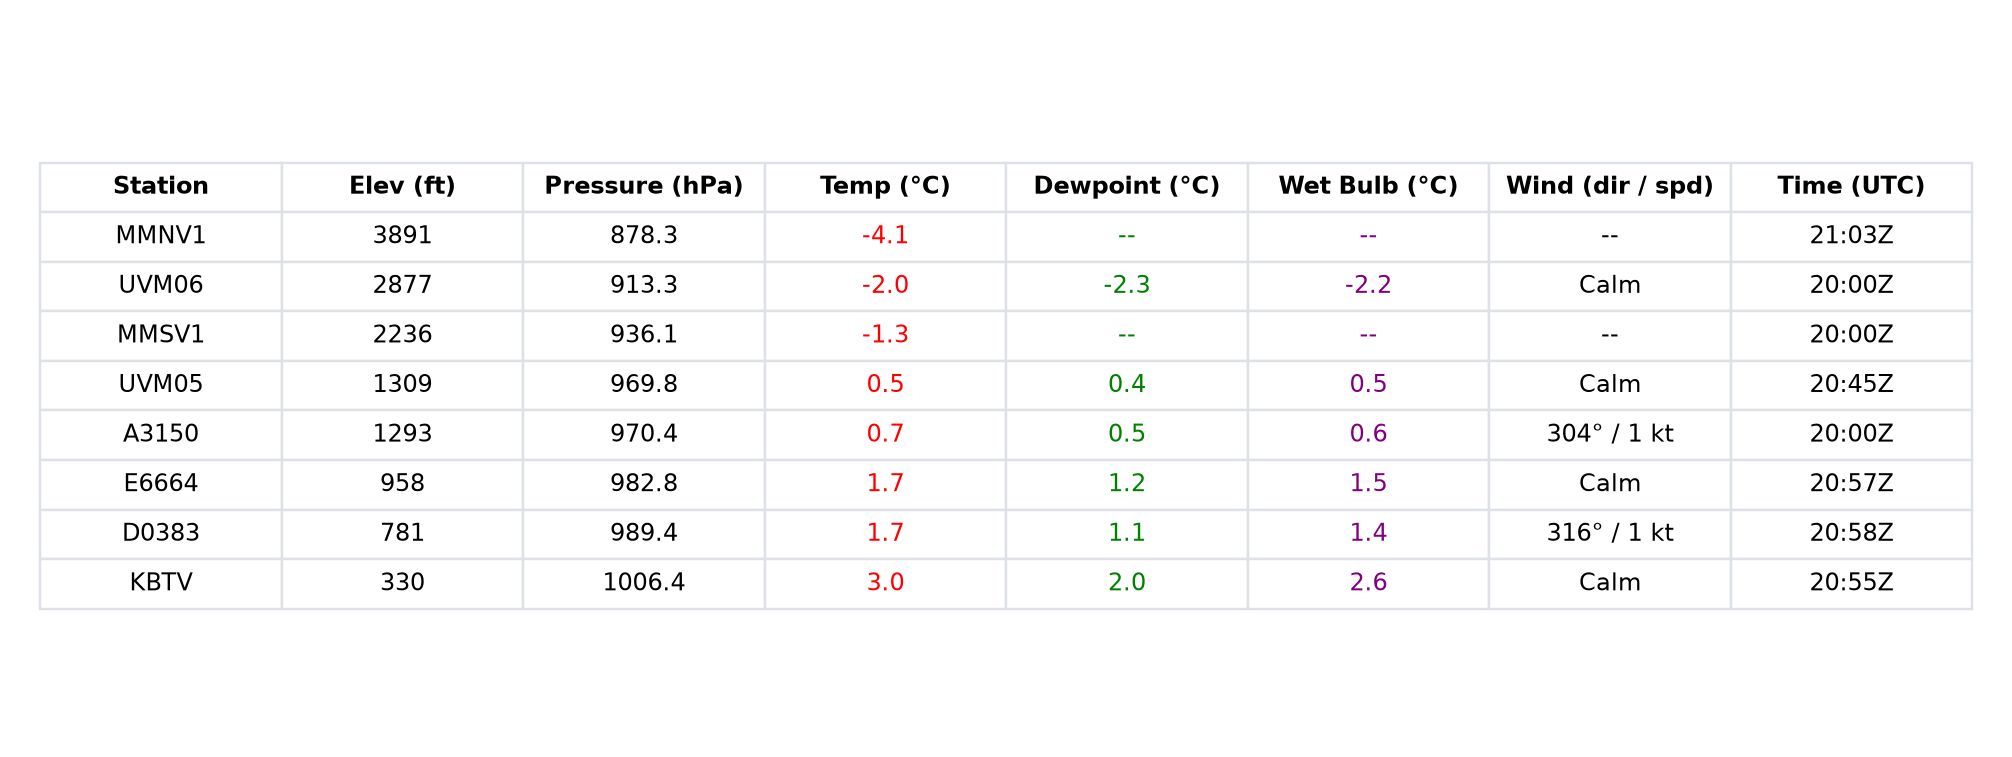 Station Elev (ft) Pressure (hPa) Temp (°C) Dewpoint (°C) Wet Bulb (°C) Wind (dir / spd) Time (UTC)
MMNV1 3891 878.3 -4.1 -- -- -- 21:03Z
UVM06 2877 913.3 -2.0 -2.3 -2.2 Calm 20:00Z
MMSV1 2236 936.1 -1.3 -- -- -- 20:00Z
UVM05 1309 969.8 0.5 0.4 0.5 Calm 20:45Z
A3150 1293 970.4 0.7 0.5 0.6 304° / 1 kt 20:00Z
E6664 958 982.8 1.7 1.2 1.5 Calm 20:57Z
D0383 781 989.4 1.7 1.1 1.4 316° / 1 kt 20:58Z
KBTV 330 1006.4 3.0 2.0 2.6 Calm 20:55Z